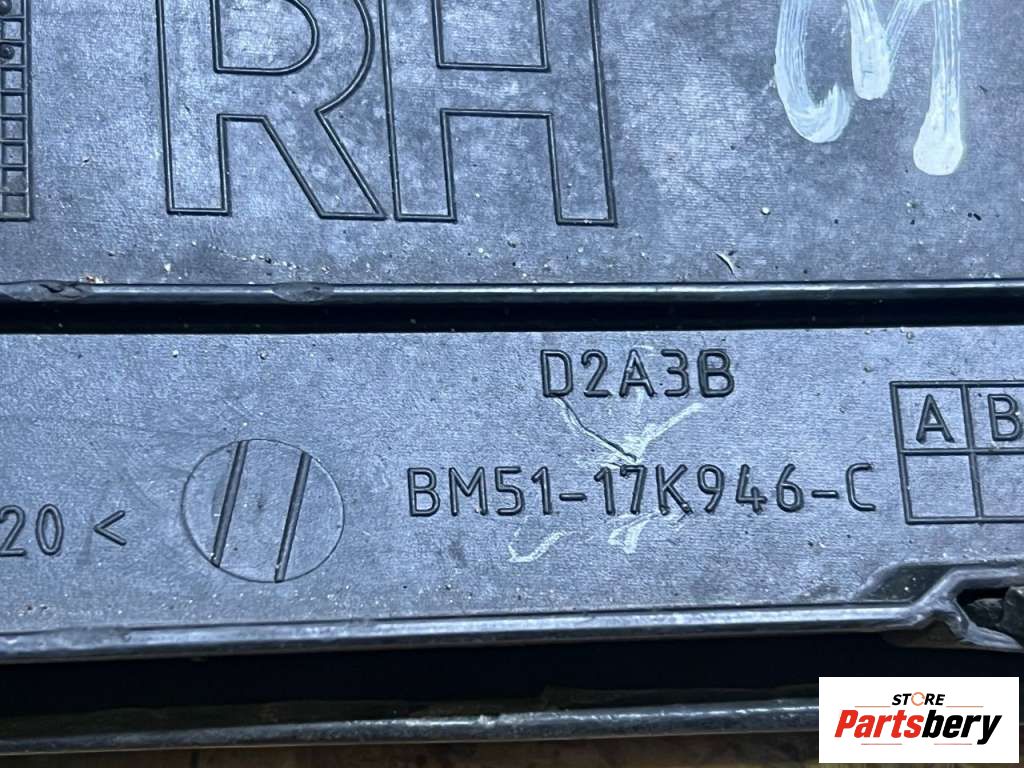 RH
D2A3B
A B
BM51-17K946-C
20 <
STORE
Partsbery